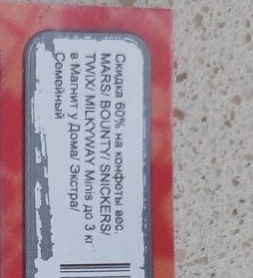 Скидка 60% на конфеты вес.
MARS/ BOUNTY/ SNICKERS/
TWIX/ MILKYWAY Minis до 3 кг
в Магнит у Дома/ Экстра/
Семейный